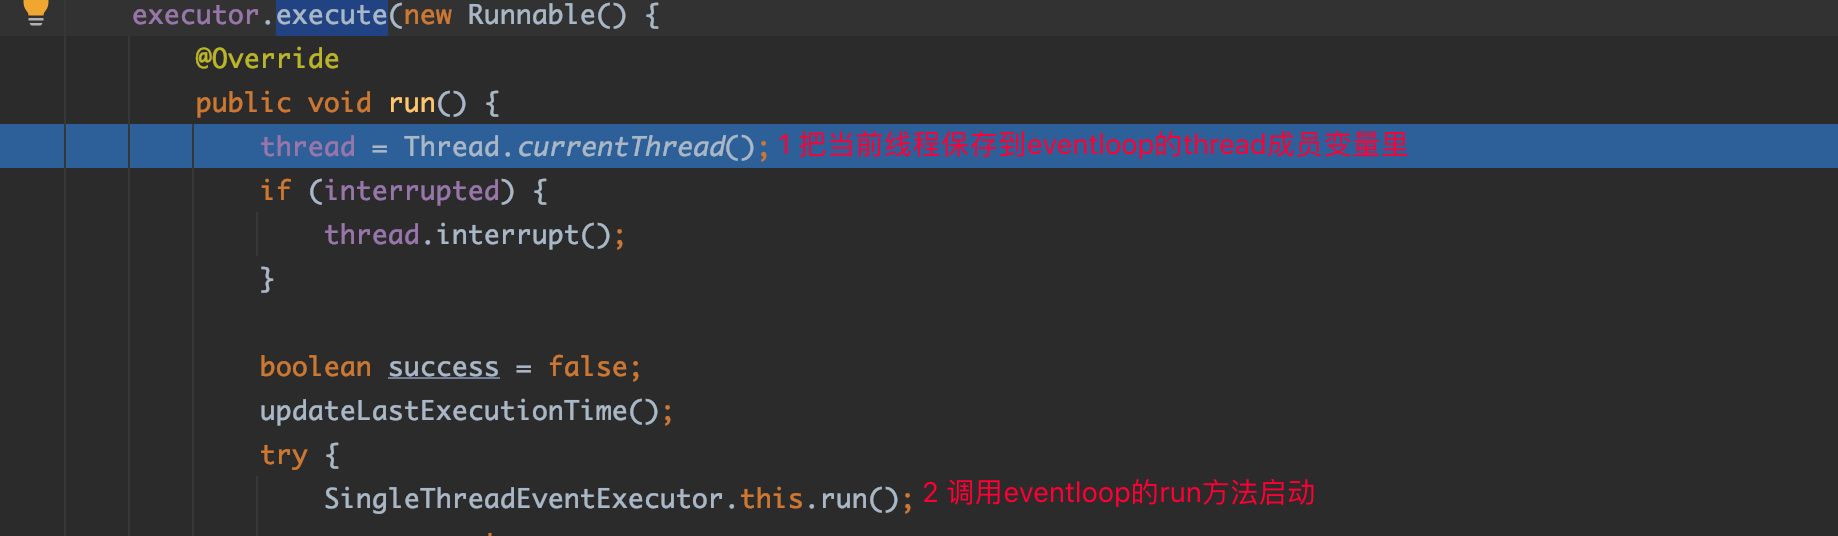 executor.execute(new Runnable() {
@Override
public void run() {
thread = Thread.currentThread(); 1 把当前线程保存到eventloop的thread成员变量里
if (interrupted) {
thread.interrupt();
}
boolean success = false;
updateLastExecutionTime();
try {
SingleThreadEventExecutor.this.run(); 2 调用eventloop的run方法启动